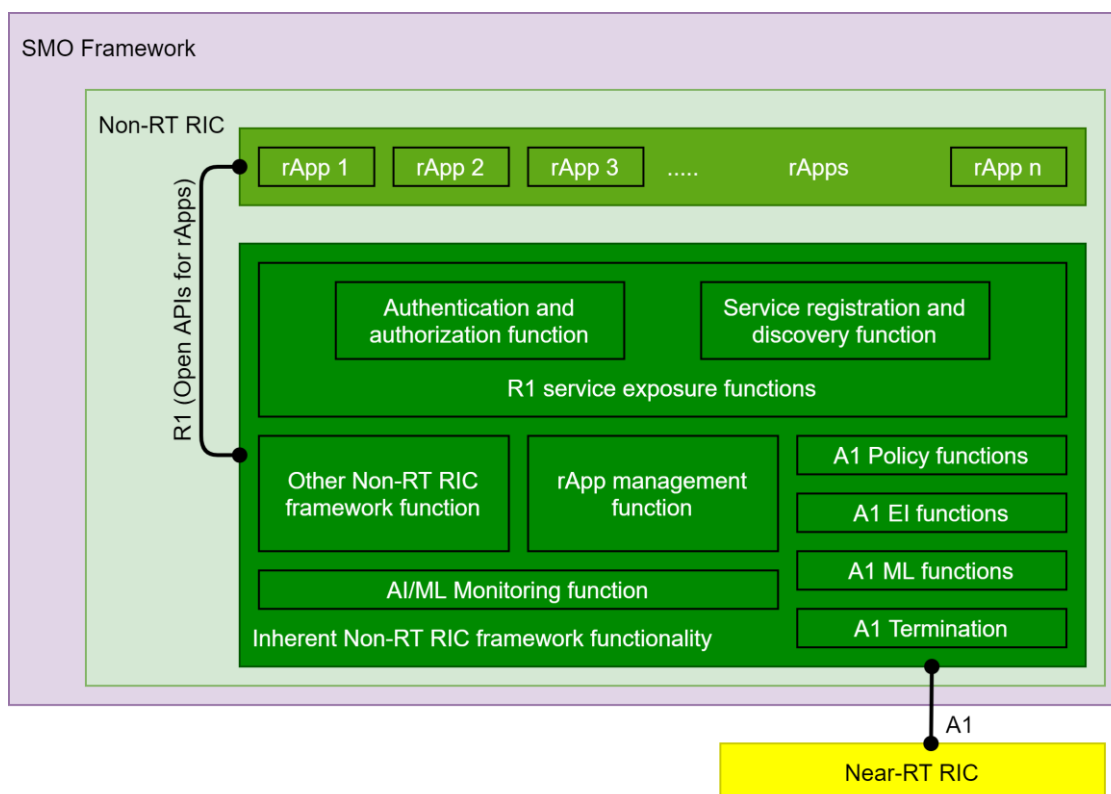 SMO Framework
Non-RT RIC
rApp 1
rApp 2
rApp 3
.....
rApps
rApp n
R1 (Open APIs for rApps)
Authentication and
authorization function
Service registration and
discovery function
R1 service exposure functions
Other Non-RT RIC
framework function
rApp management
function
A1 Policy functions
A1 EI functions
A1 ML functions
A1 Termination
AI/ML Monitoring function
Inherent Non-RT RIC framework functionality
A1
Near-RT RIC